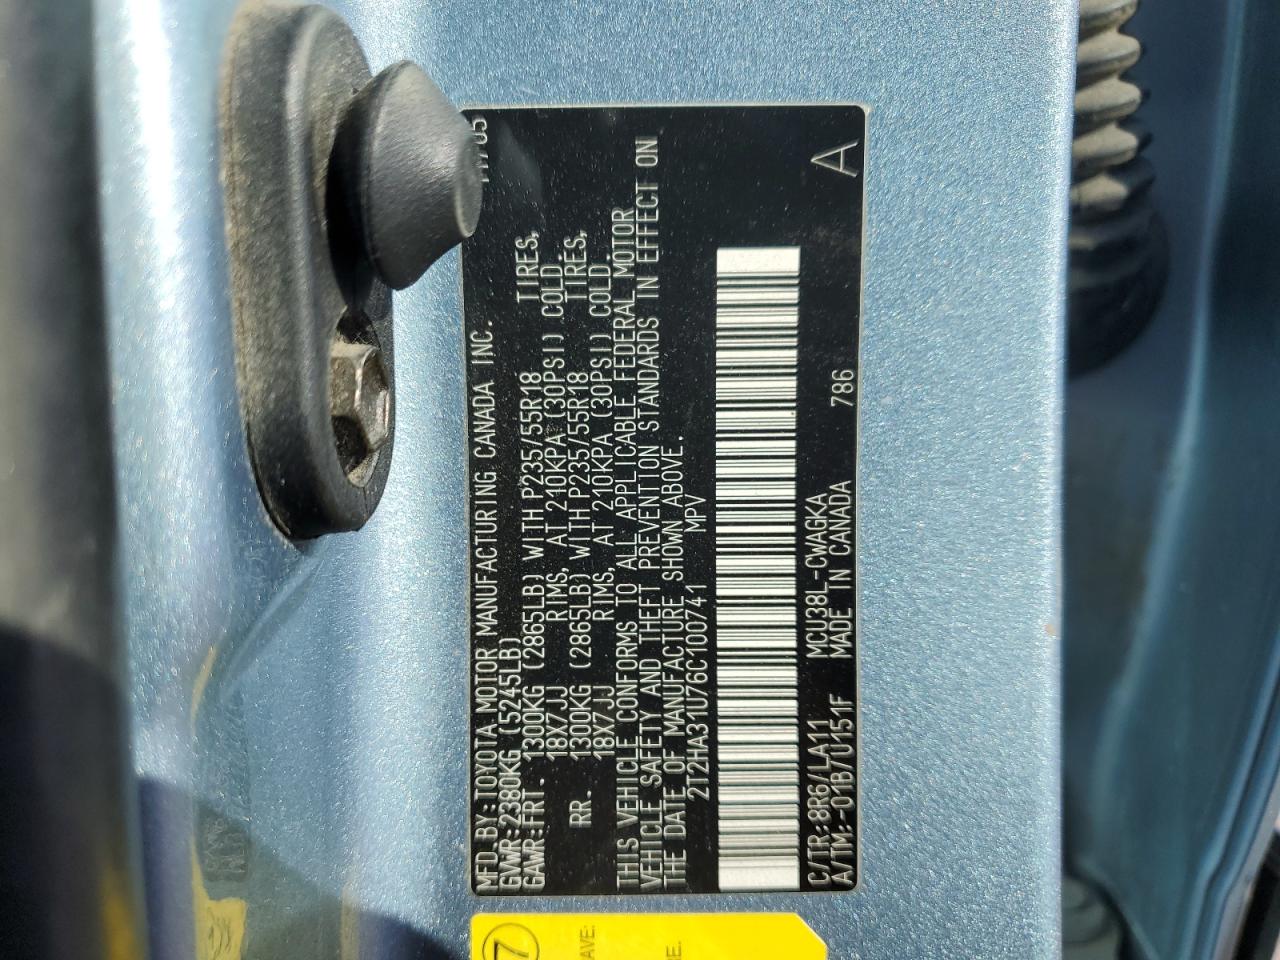 11/05
MFD.BY:TOYOTA MOTOR MANUFACTURING CANADA INC.
GVWR:2380KG (5245LB)
GAWR:FRT. 1300KG (2865LB) WITH P235/55R18 TIRES,
18X7JJ RIMS, AT 210KPA (30PSI) COLD.
RR. 1300KG (2865LB) WITH P235/55R18 TIRES,
18X7JJ RIMS, AT 210KPA (30PSI) COLD.
THIS VEHICLE CONFORMS TO ALL APPLICABLE FEDERAL MOTOR
VEHICLE SAFETY AND THEFT PREVENTION STANDARDS IN EFFECT ON
THE DATE OF MANUFACTURE SHOWN ABOVE.
2T2HA31U76C100741 MPV
A
C/TR:8R6/LA11 MCU38L-CWAGKA 786
A/TM:-01B/U151F MADE IN CANADA
7